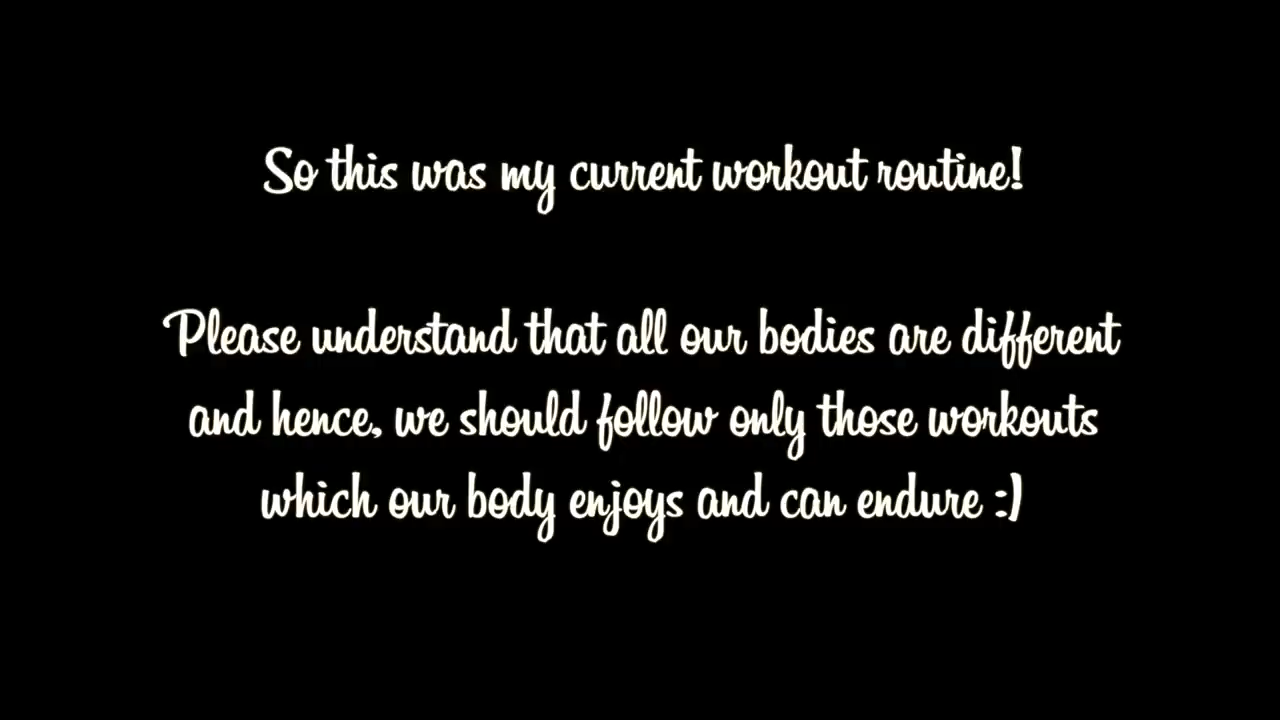 So this was my current workout routine!
Please understand that all our bodies are different
and hence, we should follow only those workouts
which our body enjoys and can endure :)